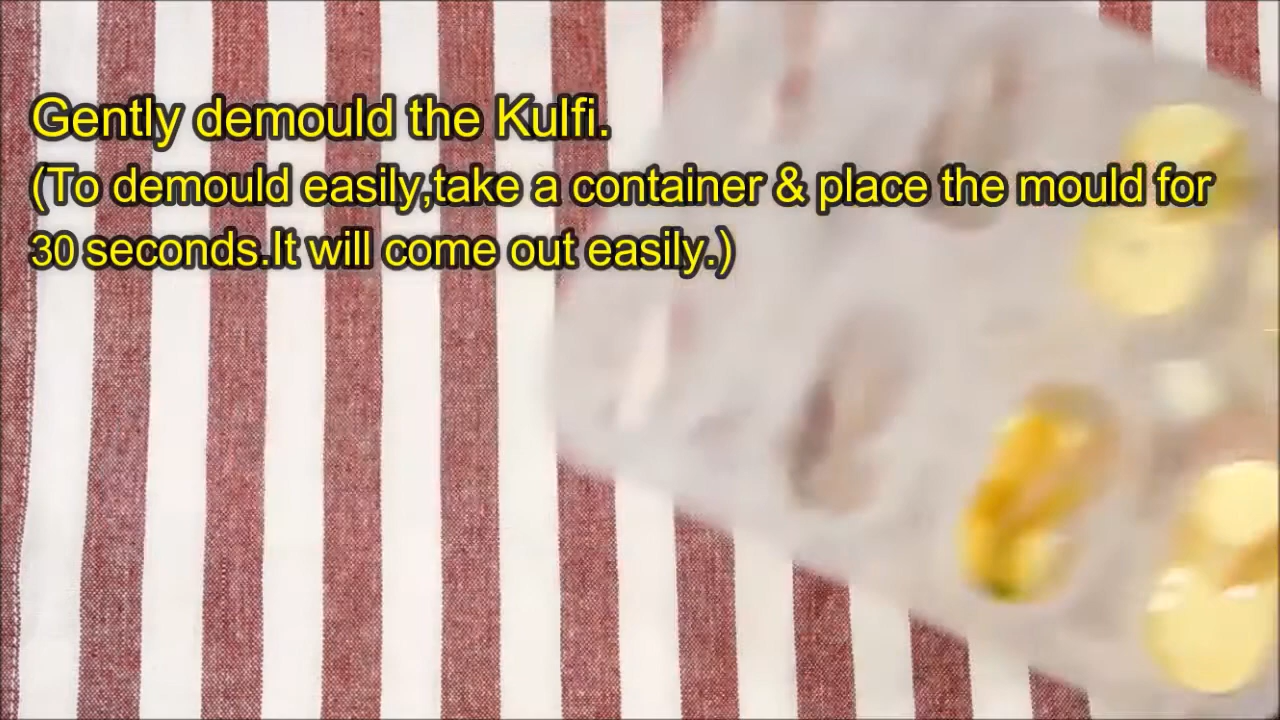 Gently demould the Kulfi.
(To demould easily,take a container & place the mould for
30 seconds.It will come out easily.)